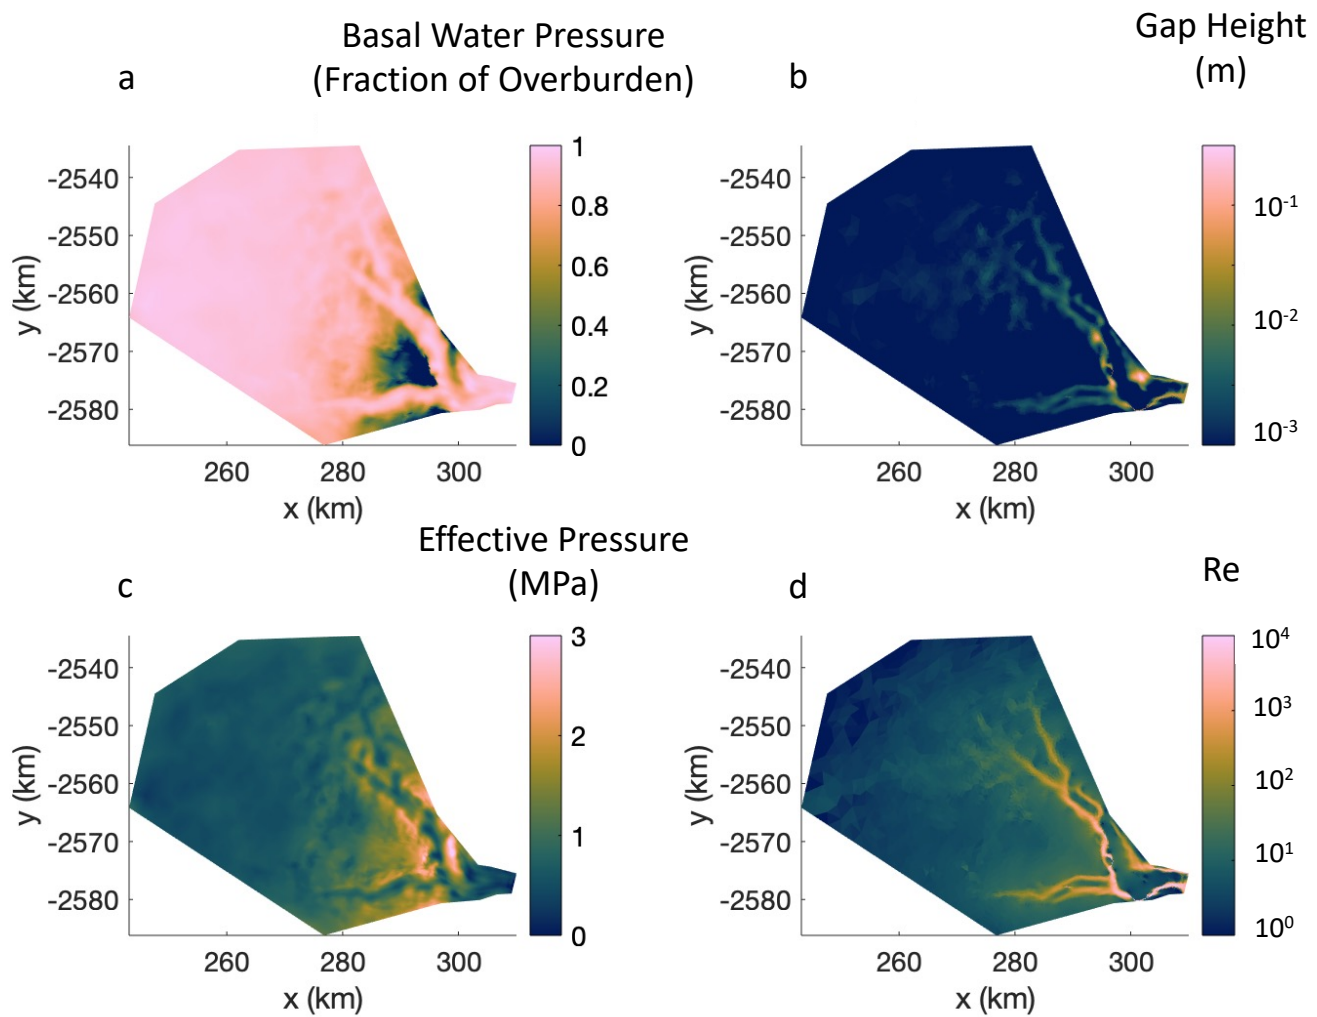 Basal Water Pressure
(Fraction of Overburden)
a
1
0.8
0.6
0.4
0.2
0
-2540
-2550
-2560
-2570
-2580
y (km)
260 280 300
x (km)
Gap Height
(m)
b
10-1
10-2
10-3
-2540
-2550
-2560
-2570
-2580
y (km)
260 280 300
x (km)
Effective Pressure
(MPa)
c
3
2
1
0
-2540
-2550
-2560
-2570
-2580
y (km)
260 280 300
x (km)
Re
d
10⁴
10³
10²
10¹
10⁰
-2540
-2550
-2560
-2570
-2580
y (km)
260 280 300
x (km)